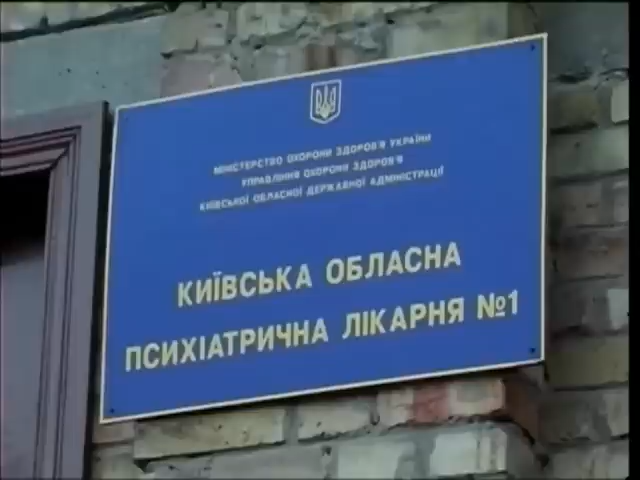 МІНІСТЕРСТВО ОХОРОНИ ЗДОРОВ'Я УКРАЇНИ
УПРАВЛІННЯ ОХОРОНИ ЗДОРОВ'Я
КИЇВСЬКОЇ ОБЛАСНОЇ ДЕРЖАВНОЇ АДМІНІСТРАЦІЇ
КИЇВСЬКА ОБЛАСНА
ПСИХІАТРИЧНА ЛІКАРНЯ №1